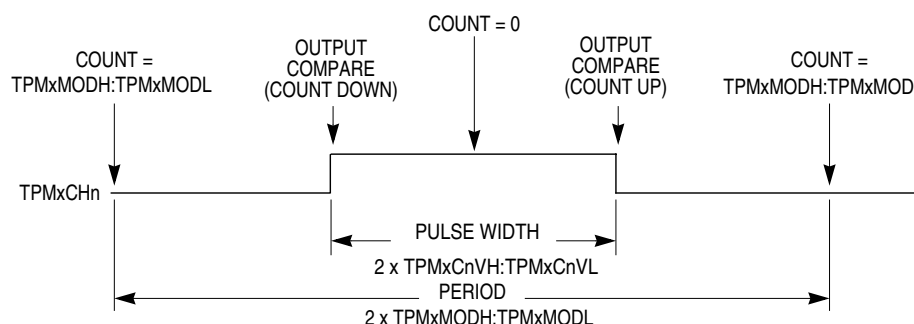 COUNT = 0
COUNT =
TPMxMODH:TPMxMODL
OUTPUT
COMPARE
(COUNT DOWN)
OUTPUT
COMPARE
(COUNT UP)
COUNT =
TPMxMODH:TPMxMOD
TPMxCHn
PULSE WIDTH
2 x TPMxCnVH:TPMxCnVL
PERIOD
2 x TPMxMODH:TPMxMODL